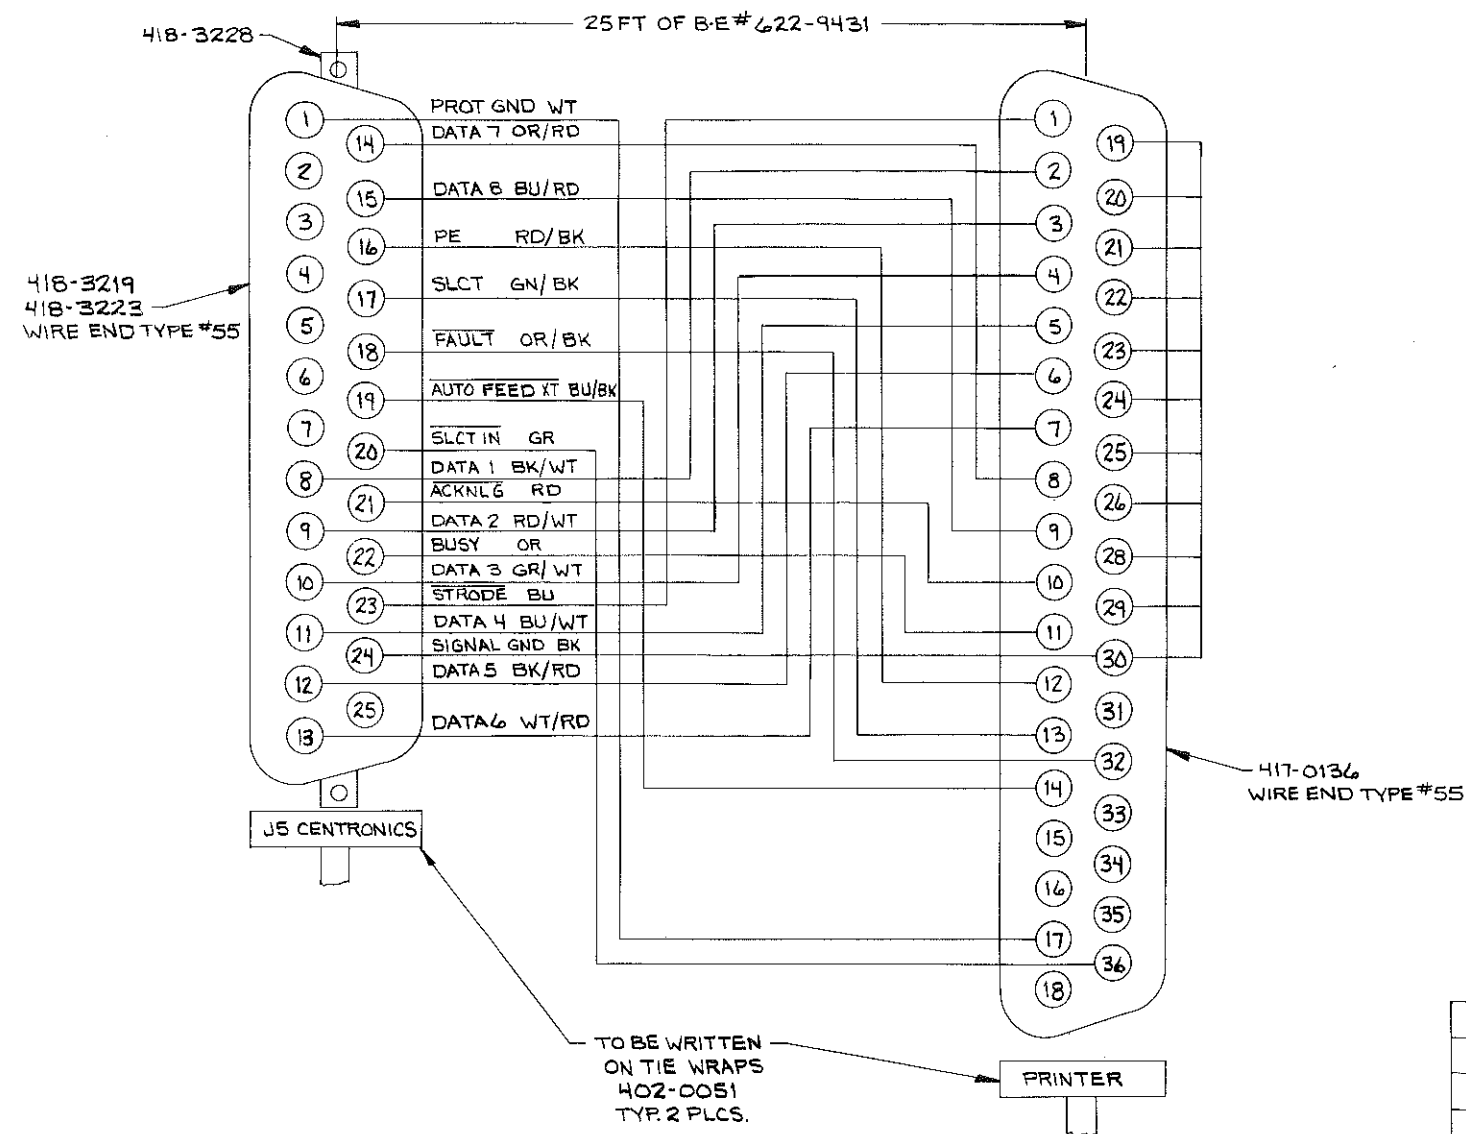 25FT OF B-E#622-9431
418-3228
PROT GND WT
DATA 7 OR/RD
DATA 8 BU/RD
PE RD/BK
SLCT GN/BK
FAULT OR/BK
AUTO FEED XT BU/BK
SLCT IN GR
DATA 1 BK/WT
ACKNLG RD
DATA 2 RD/WT
BUSY OR
DATA 3 GR/WT
STRODE BU
DATA 4 BU/WT
SIGNAL GND BK
DATA 5 BK/RD
DATA 6 WT/RD
1
2
3
4
5
6
7
8
9
10
11
12
13
14
15
16
17
18
19
20
21
22
23
24
25
418-3219
418-3223
WIRE END TYPE #55
1
2
3
4
5
6
7
8
9
10
11
12
13
14
15
16
17
18
19
20
21
22
23
24
25
26
28
29
30
31
32
33
34
35
36
417-0136
WIRE END TYPE #55
J5 CENTRONICS
TO BE WRITTEN
ON TIE WRAPS
402-0051
TYP. 2 PLCS.
PRINTER